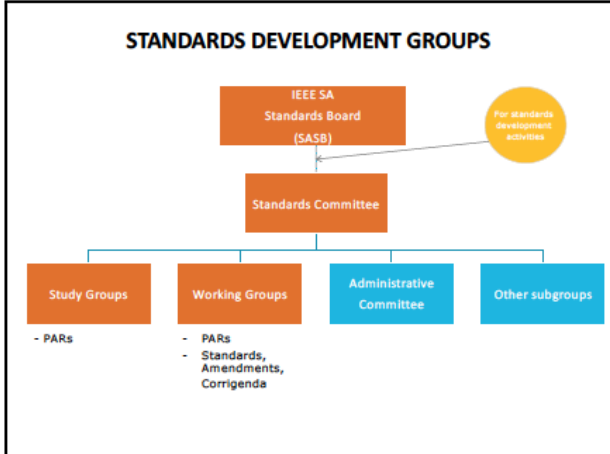 STANDARDS DEVELOPMENT GROUPS
IEEE SA
Standards Board
(SASB)
For standards
development
activities
Standards Committee
Study Groups
Working Groups
Administrative
Committee
Other subgroups
- PARs
- PARs
- Standards,
Amendments,
Corrigenda